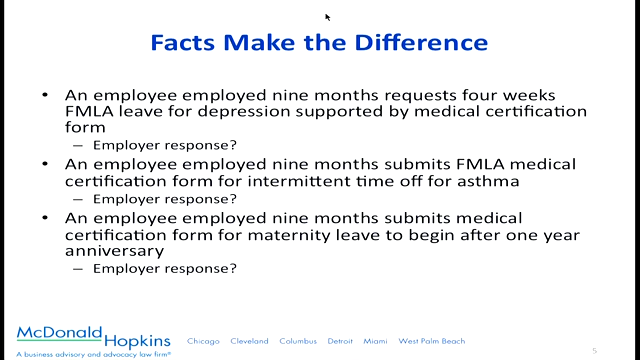 Facts Make the Difference
• An employee employed nine months requests four weeks
FMLA leave for depression supported by medical certification
form
– Employer response?
• An employee employed nine months submits FMLA medical
certification form for intermittent time off for asthma
– Employer response?
• An employee employed nine months submits medical
certification form for maternity leave to begin after one year
anniversary
– Employer response?
McDonald
Hopkins
A business advisory and advocacy law firm®
Chicago Cleveland Columbus Detroit Miami West Palm Beach
5